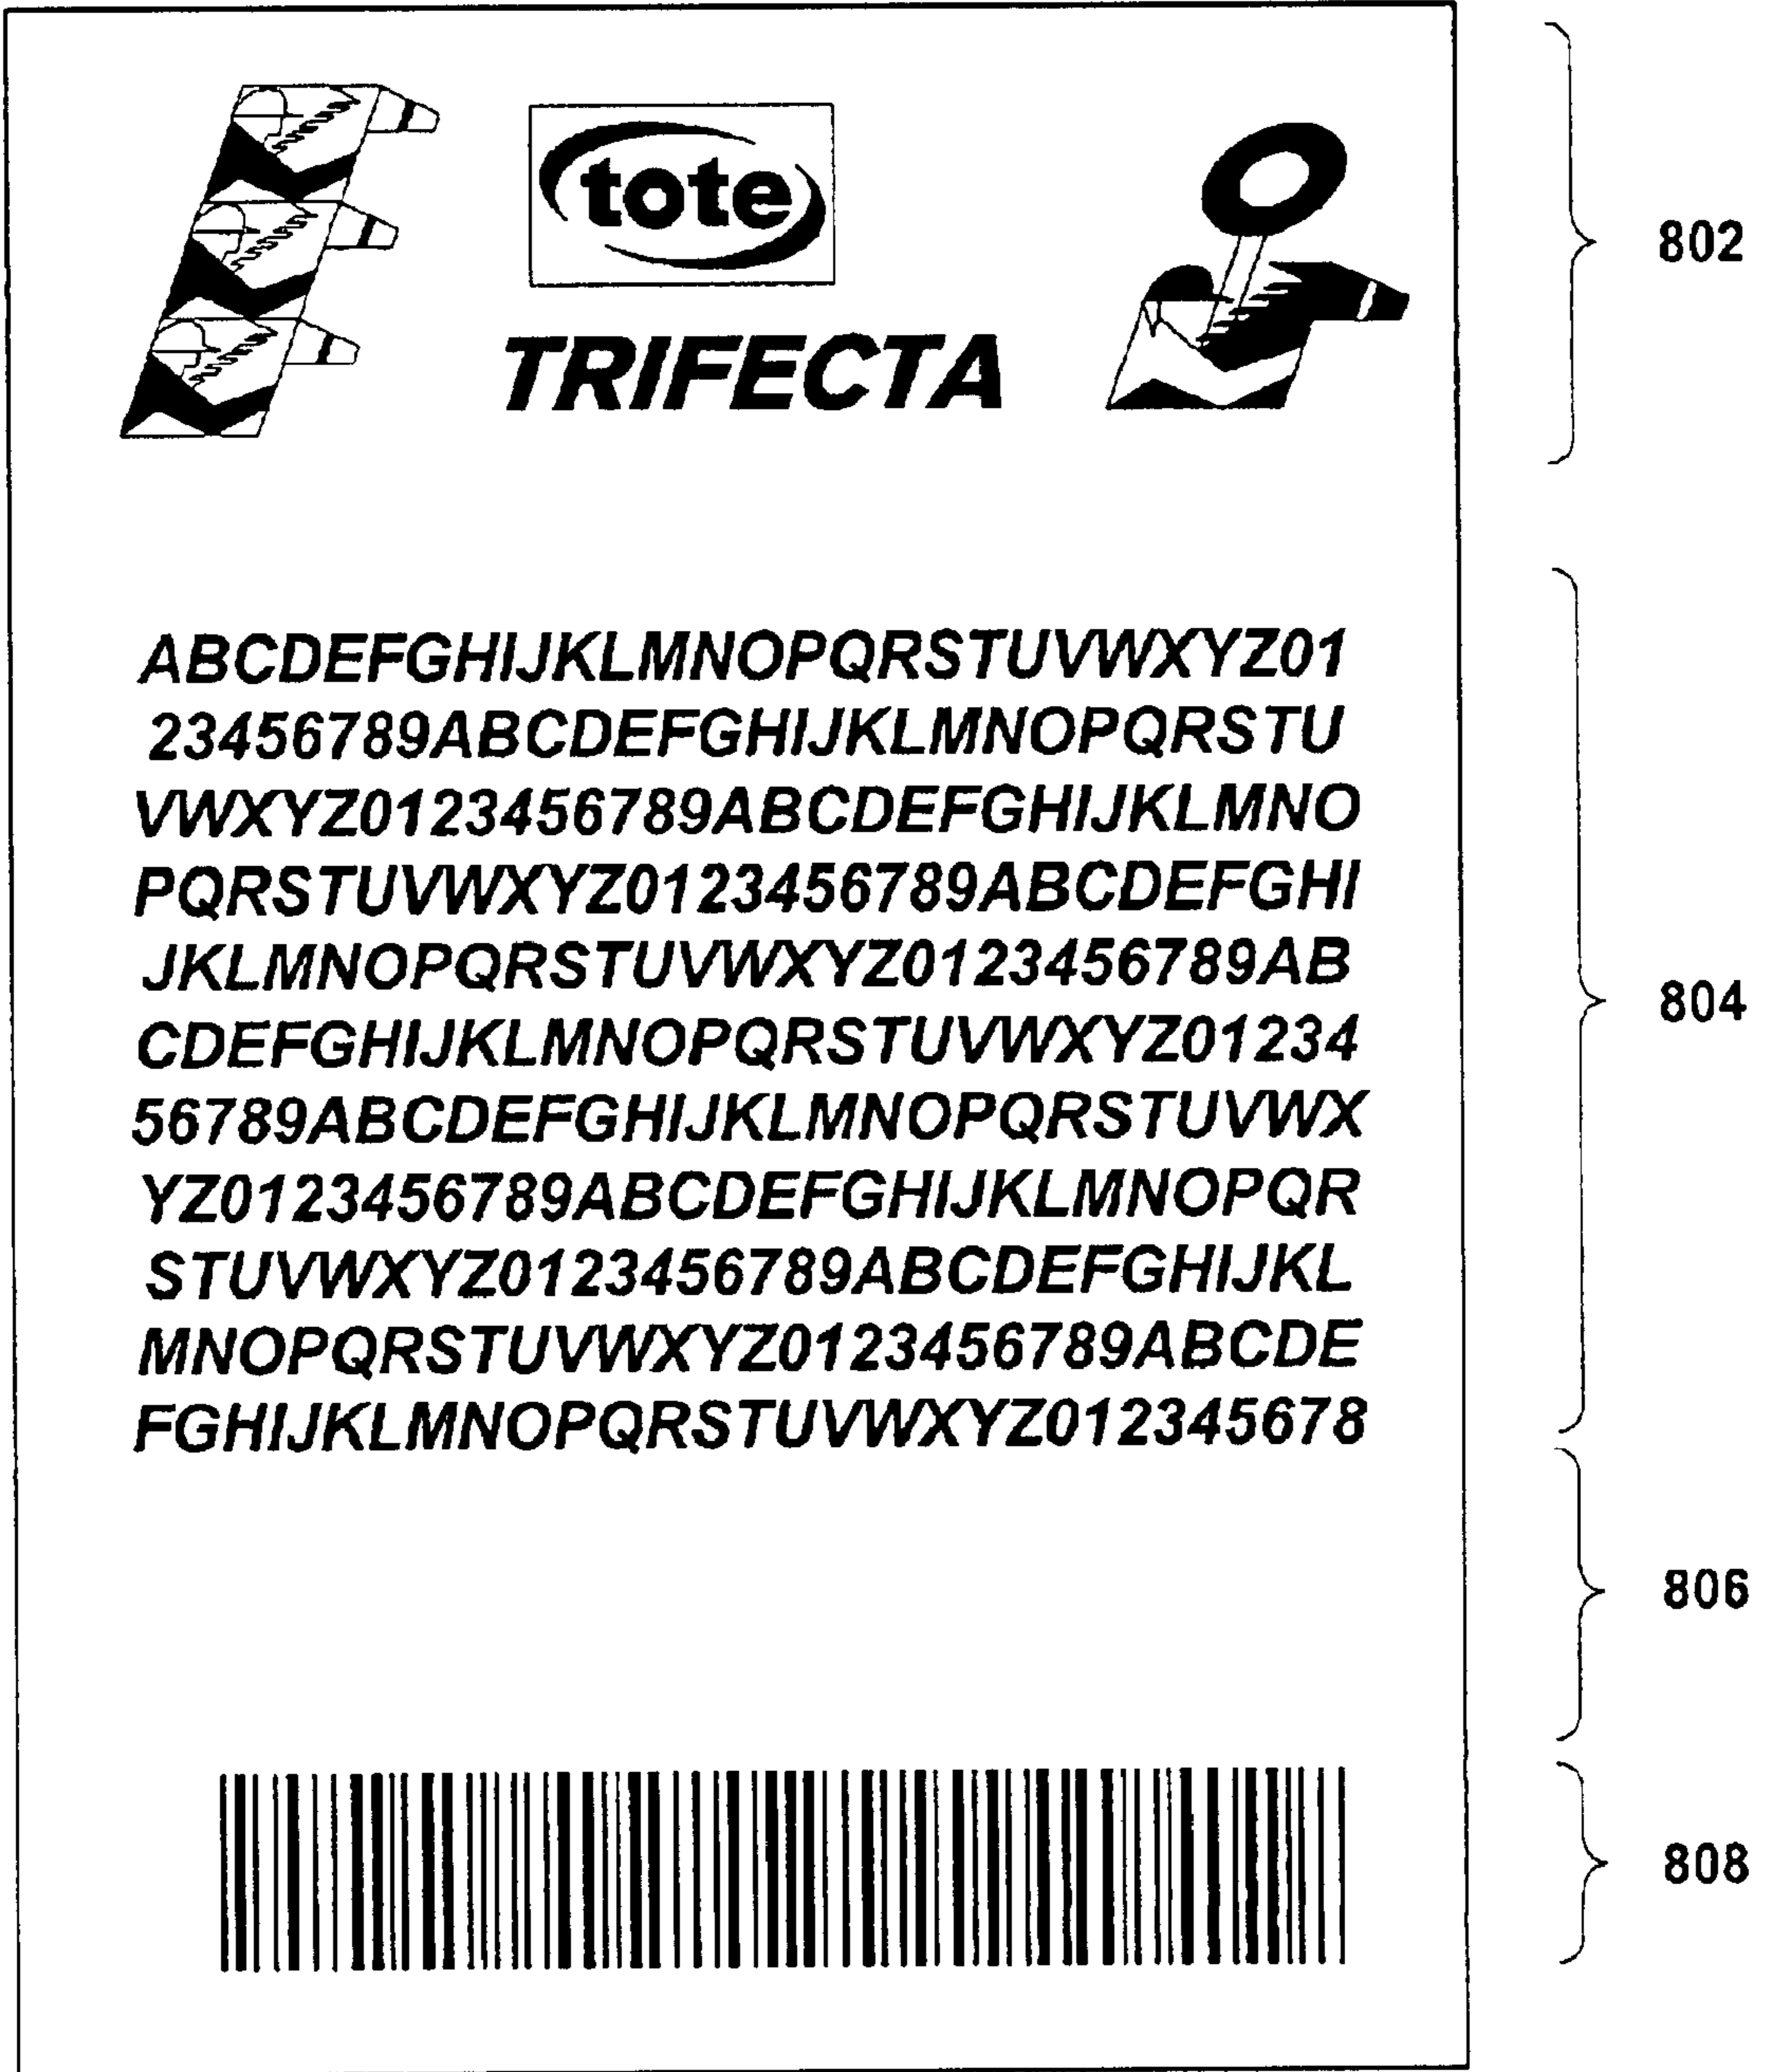 tote
TRIFECTA
802
ABCDEFGHIJKLMNOPQRSTUVWXYZ01
23456789ABCDEFGHIJKLMNOPQRSTU
VWXYZ0123456789ABCDEFGHIJKLMNO
PQRSTUVWXYZ0123456789ABCDEFGHI
JKLMNOPQRSTUVWXYZ0123456789AB
CDEFGHIJKLMNOPQRSTUVWXYZ01234
56789ABCDEFGHIJKLMNOPQRSTUVWX
YZ0123456789ABCDEFGHIJKLMNOPQR
STUVWXYZ0123456789ABCDEFGHIJKL
MNOPQRSTUVWXYZ0123456789ABCDE
FGHIJKLMNOPQRSTUVWXYZ012345678
804
806
808